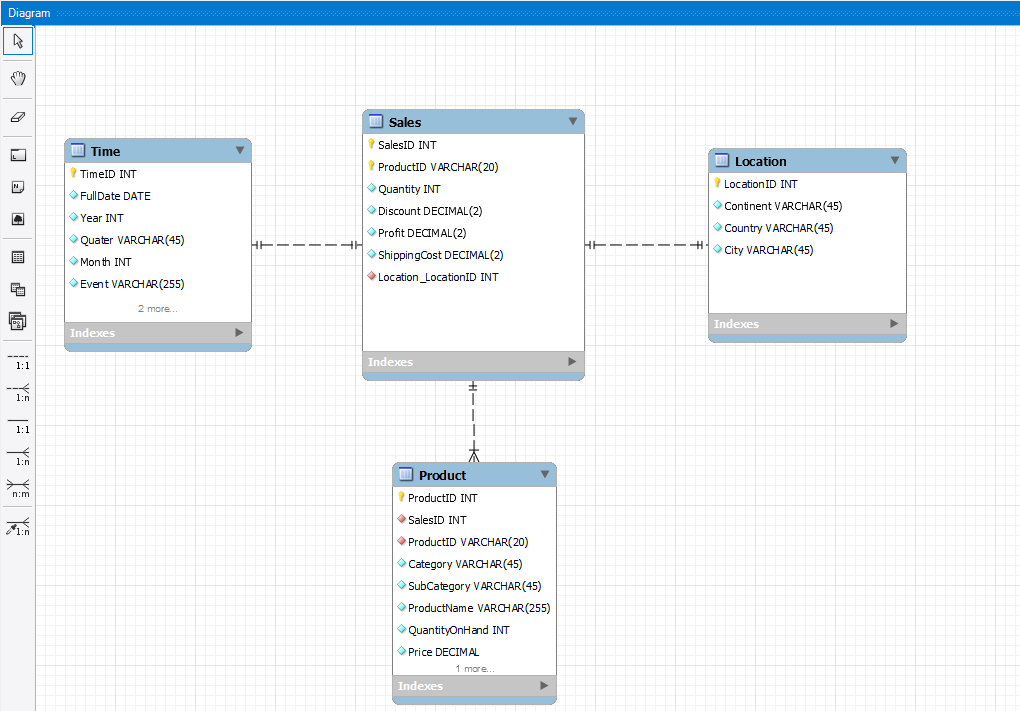 Diagram
Time
TimeID INT
FullDate DATE
Year INT
Quater VARCHAR(45)
Month INT
Event VARCHAR(255)
2 more...
Indexes
Sales
SalesID INT
ProductID VARCHAR(20)
Quantity INT
Discount DECIMAL(2)
Profit DECIMAL(2)
ShippingCost DECIMAL(2)
Location_LocationID INT
Indexes
Location
LocationID INT
Continent VARCHAR(45)
Country VARCHAR(45)
City VARCHAR(45)
Indexes
Product
ProductID INT
SalesID INT
ProductID VARCHAR(20)
Category VARCHAR(45)
SubCategory VARCHAR(45)
ProductName VARCHAR(255)
QuantityOnHand INT
Price DECIMAL
1 more...
Indexes
1:1
1:n
1:1
1:n
n:m
1:n